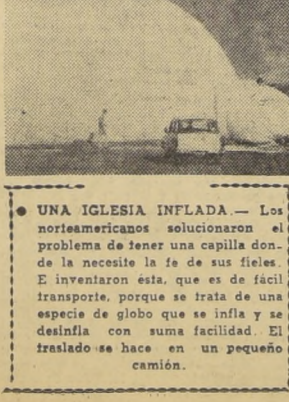 ● UNA IGLESIA INFLADA.— Los
norteamericanos solucionaron el
problema de tener una capilla don-
de la necesite la fe de sus fieles.
E inventaron ésta, que es de fácil
transporte, porque se trata de una
especie de globo que se infla y se
desinfla con suma facilidad. El
traslado se hace en un pequeño
camión.